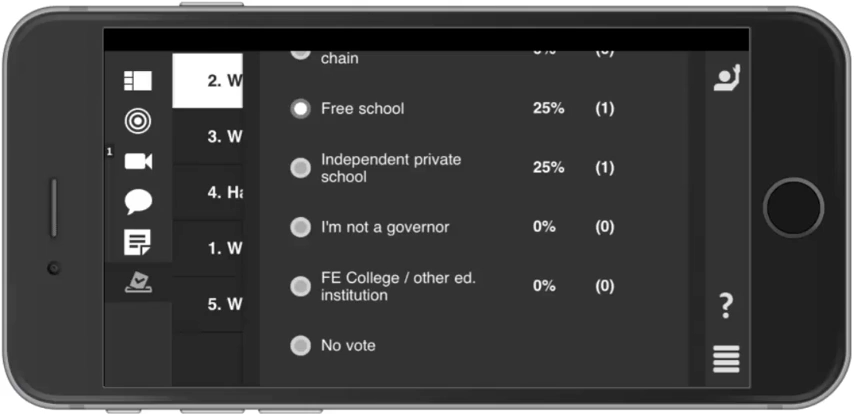 chain
2. W
Free school 25% (1)
3. W
1
Independent private
school
25% (1)
4. Ha
I'm not a governor 0% (0)
1. W
FE College / other ed.
institution
0% (0)
5. W
?
No vote